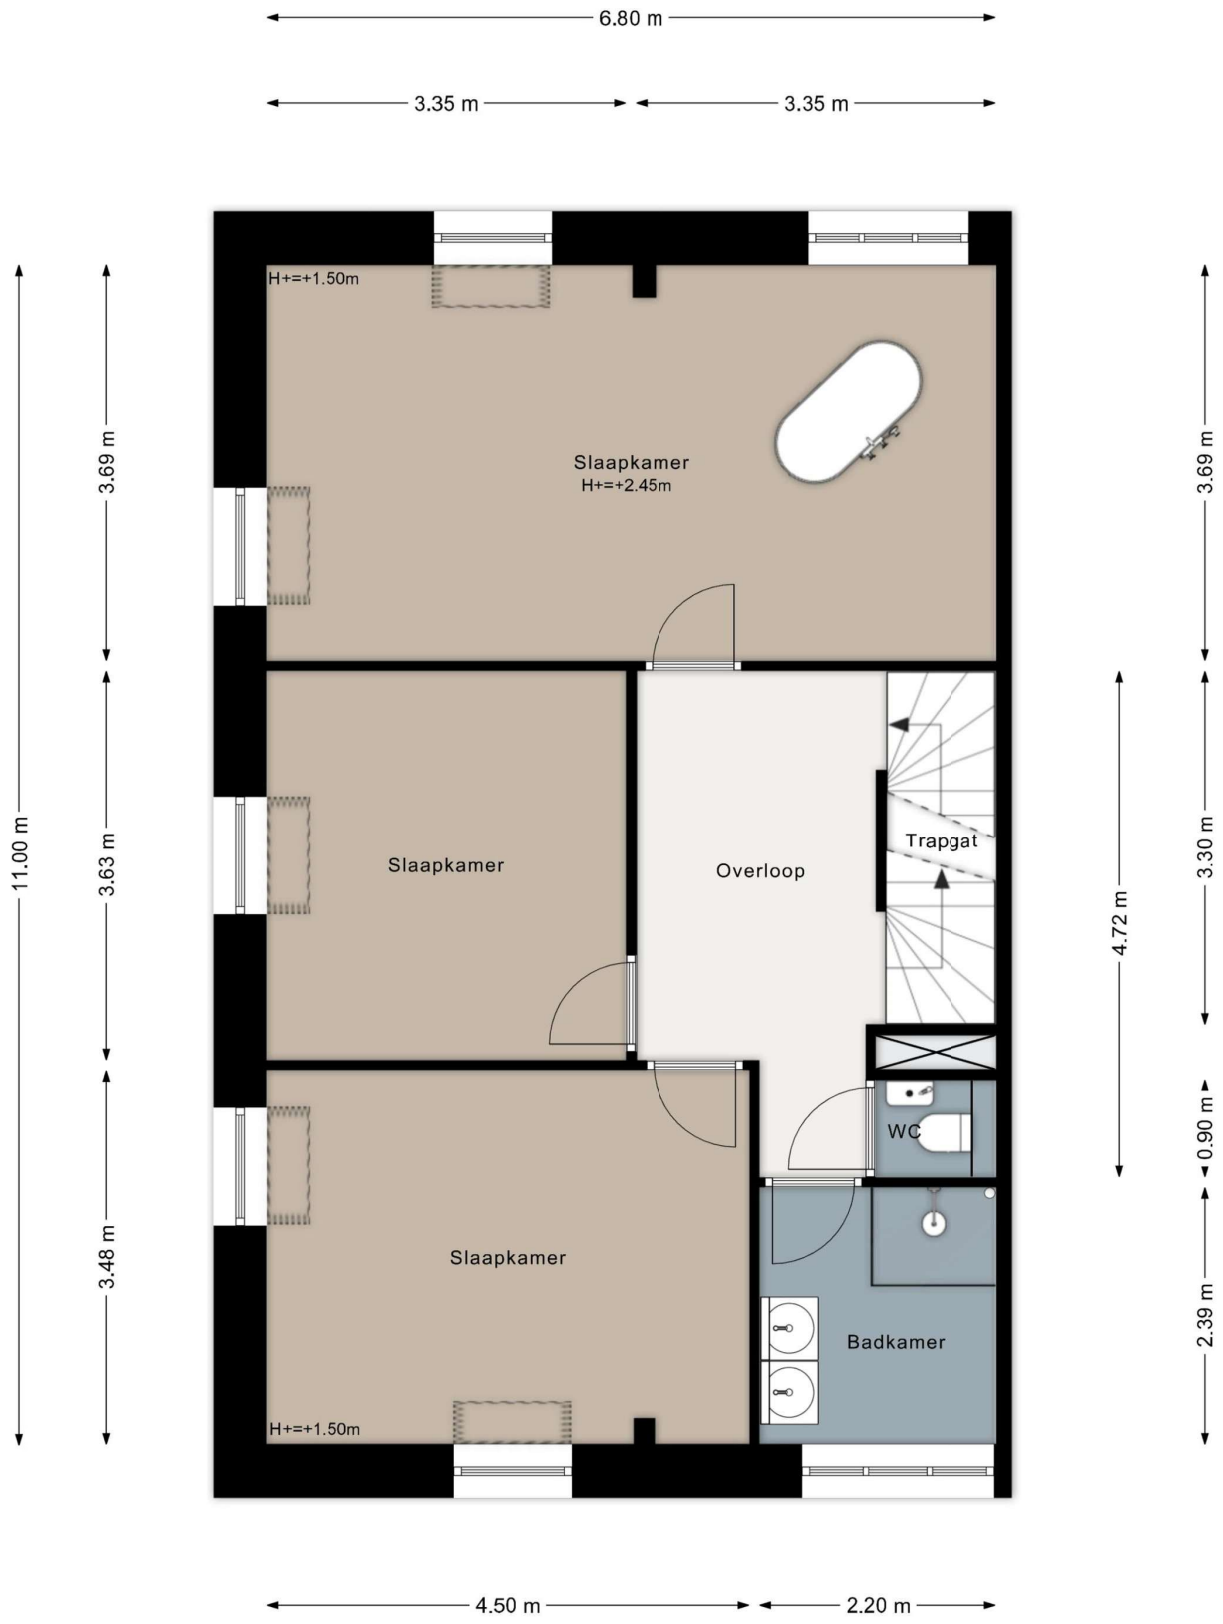 6.80 m
3.35 m
3.35 m
H+=+1.50m
3.69 m
3.69 m
Slaapkamer
H+=+2.45m
11.00 m
3.63 m
Slaapkamer
Overloop
Trapgat
3.30 m
4.72 m
WC
0.90 m
3.48 m
Slaapkamer
Badkamer
2.39 m
H+=+1.50m
4.50 m
2.20 m